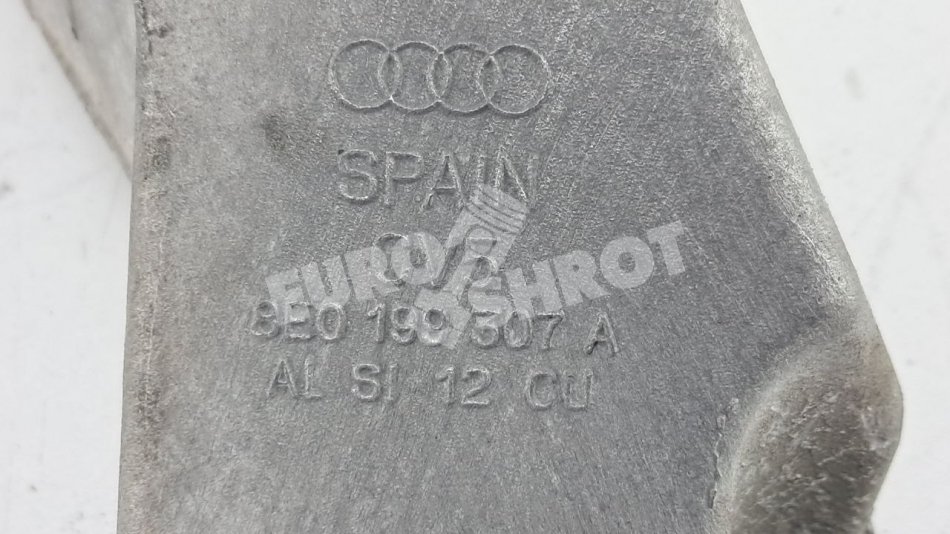 SPAIN
EURO SHROT
8E0 199 307 A
AL SI 12 CU